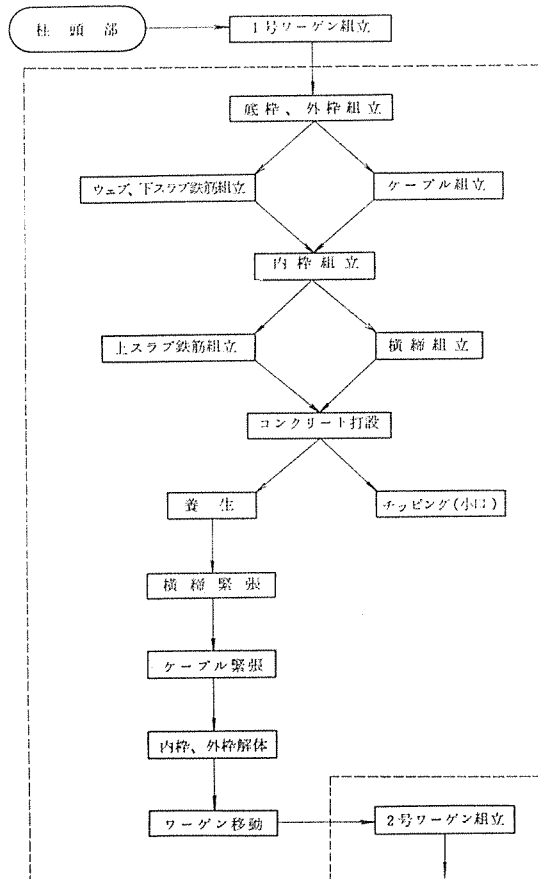 柱頭部
1号ワーゲン組立
底枠、外枠組立
ウェブ、下スラブ鉄筋組立
ケーブル組立
内枠組立
上スラブ鉄筋組立
横締組立
コンクリート打設
養生
チッピング(小口)
横締緊張
ケーブル緊張
内枠、外枠解体
ワーゲン移動
2号ワーゲン組立